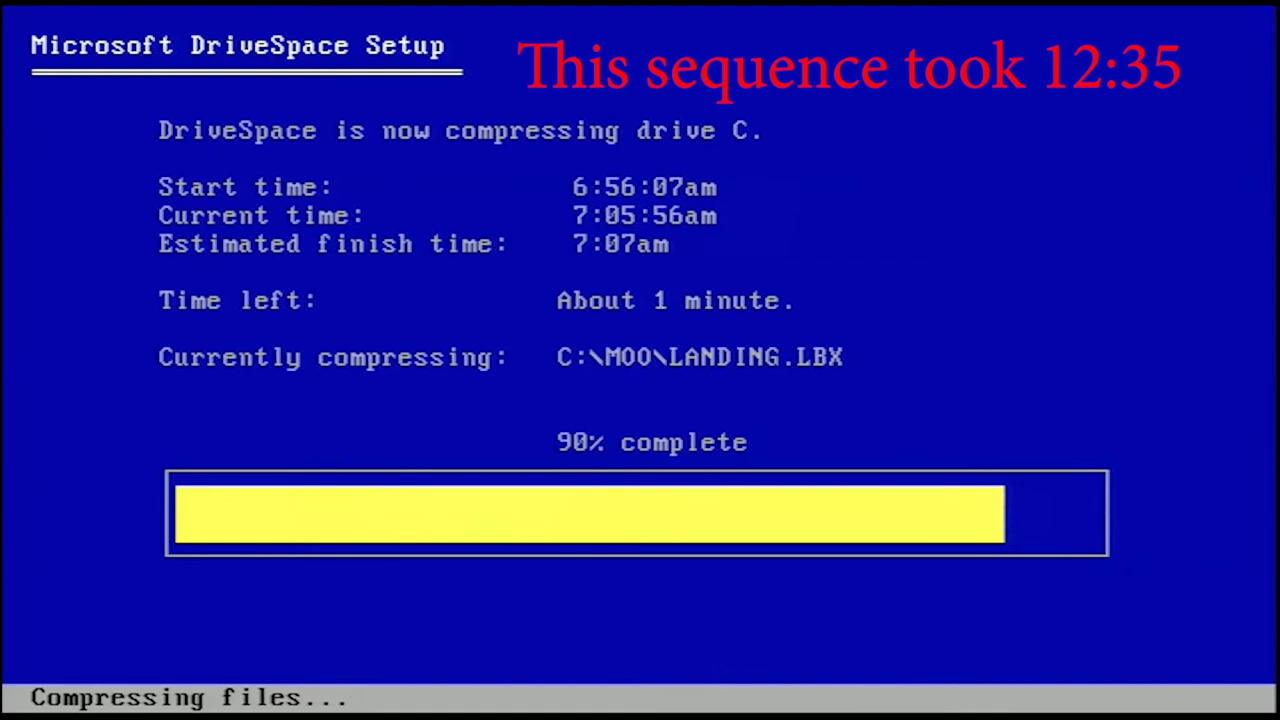 Microsoft DriveSpace Setup
This sequence took 12:35
DriveSpace is now compressing drive C.
Start time: 6:56:07am
Current time: 7:05:56am
Estimated finish time: 7:07am
Time left: About 1 minute.
Currently compressing: C:\MOO\LANDING.LBX
90% complete
Compressing files...